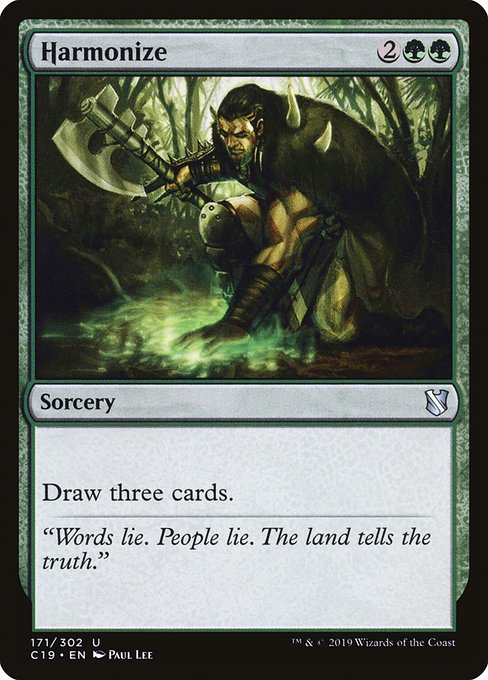 Harmonize 2
Sorcery
Draw three cards.
“Words lie. People lie. The land tells the
truth.”
171/302 U
™ & © 2019 Wizards of the Coast
C19 • EN Paul Lee